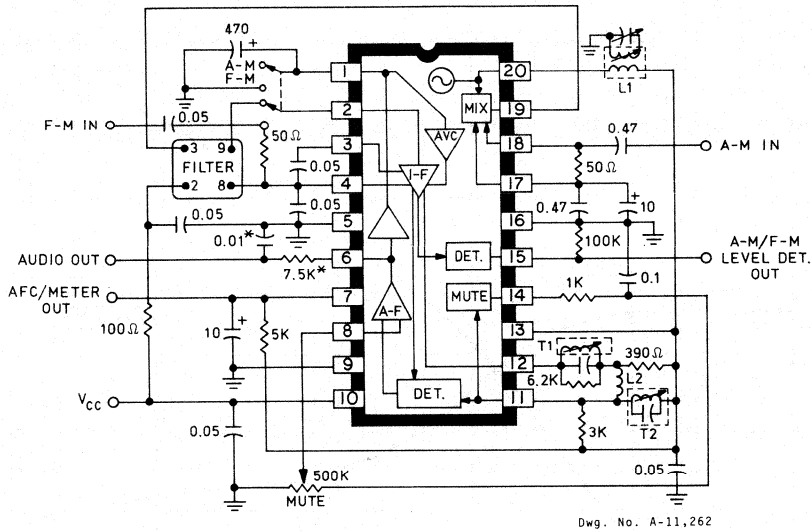 470
+
A-M
F-M
L1
0.05
F-M IN
50Ω
0.05
3 9
FILTER
2 8
0.05
0.05
0.01*
7.5K*
AUDIO OUT
AFC/METER
OUT
100Ω
10
+
5K
VCC
0.05
500K
MUTE
1
2
3
4
5
6
7
8
9
10
20
19
18
17
16
15
14
13
12
11
MIX
AVC
I-F
DET.
MUTE
A-F
DET.
0.47
A-M IN
50Ω
0.47
+
10
100K
A-M/F-M
LEVEL DET.
OUT
0.1
1K
T1
390Ω
6.2K
L2
T2
3K
0.05
Dwg. No. A-11,262